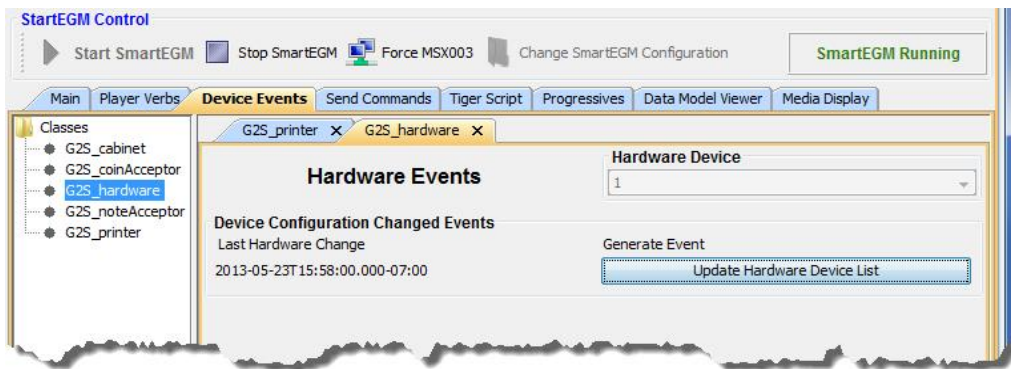 StartEGM Control
Start SmartEGM Stop SmartEGM Force MSX003 Change SmartEGM Configuration SmartEGM Running
Main Player Verbs Device Events Send Commands Tiger Script Progressives Data Model Viewer Media Display
Classes
G2S_cabinet
G2S_coinAcceptor
G2S_hardware
G2S_noteAcceptor
G2S_printer
G2S_printer X G2S_hardware X
Hardware Events
Hardware Device
1
Device Configuration Changed Events
Last Hardware Change Generate Event
2013-05-23T15:58:00.000-07:00 Update Hardware Device List